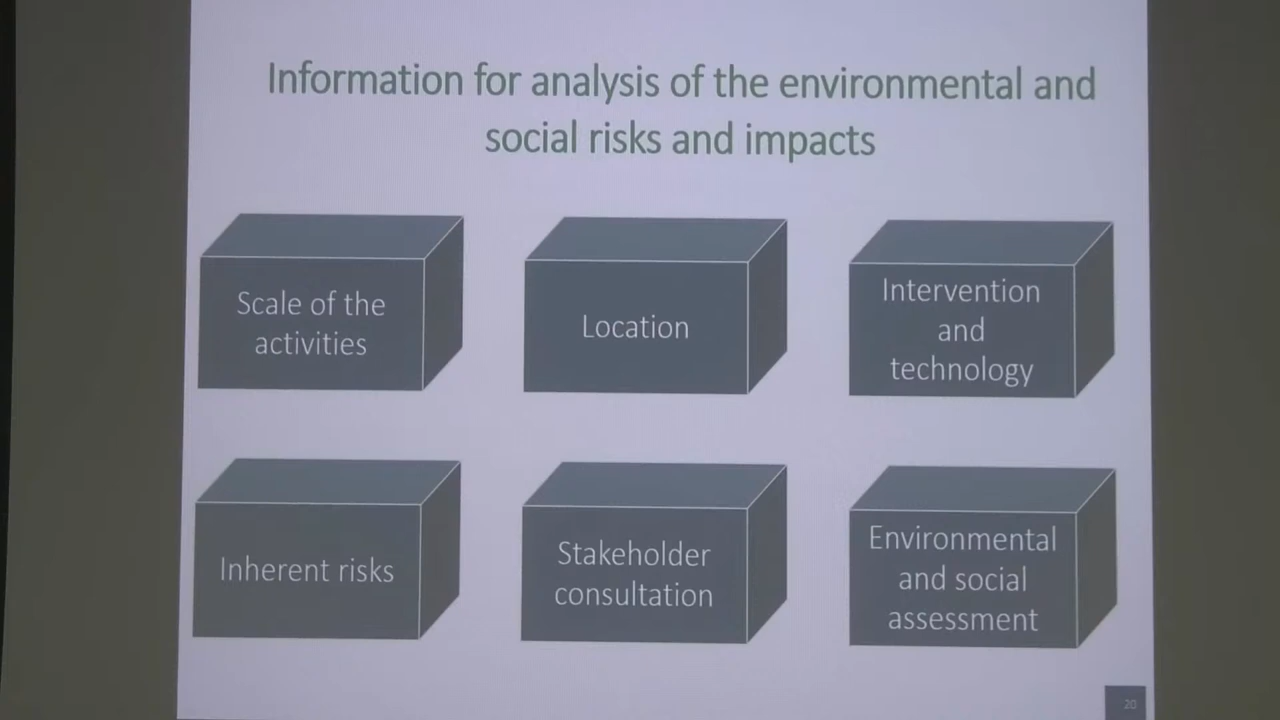 Information for analysis of the environmental and
social risks and impacts
Scale of the
activities
Location
Intervention
and
technology
Inherent risks
Stakeholder
consultation
Environmental
and social
assessment
20